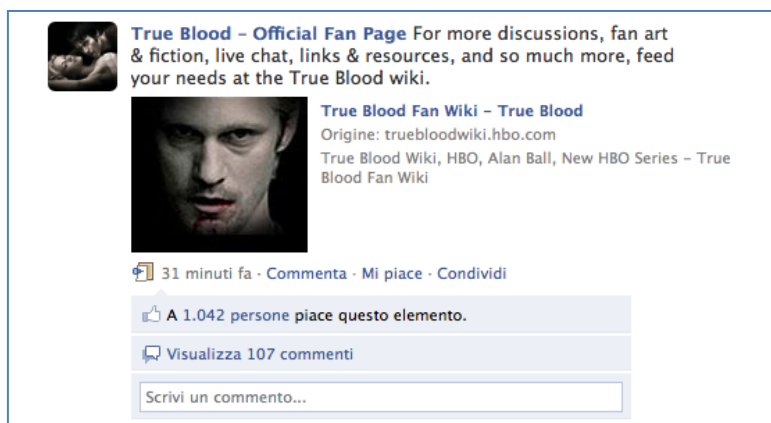 True Blood – Official Fan Page For more discussions, fan art
& fiction, live chat, links & resources, and so much more, feed
your needs at the True Blood wiki.
True Blood Fan Wiki – True Blood
Origine: truebloodwiki.hbo.com
True Blood Wiki, HBO, Alan Ball, New HBO Series – True
Blood Fan Wiki
31 minuti fa · Commenta · Mi piace · Condividi
A 1.042 persone piace questo elemento.
Visualizza 107 commenti
Scrivi un commento...